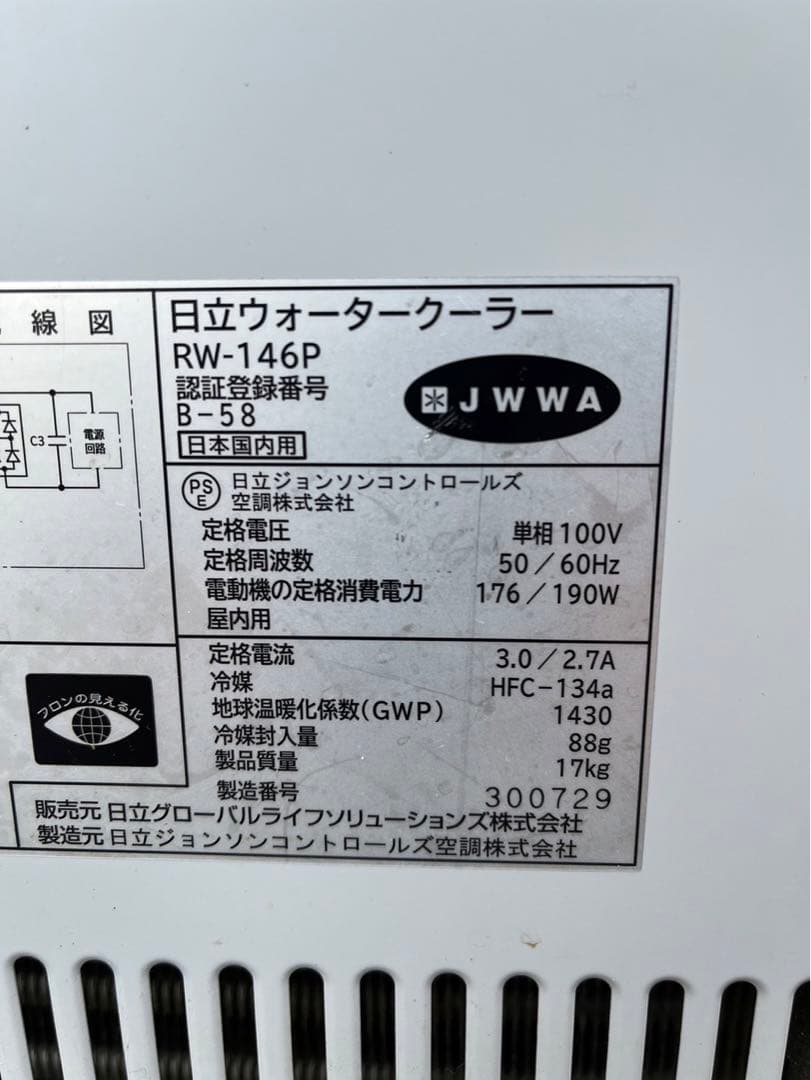 線図
C3
電源
回路
日立ウォータークーラー
RW-146P
認証登録番号
B-58
日本国内用
JWWA
PS
E
日立ジョンソンコントロールズ
空調株式会社
定格電圧 単相100V
定格周波数 50/60Hz
電動機の定格消費電力 176/190W
屋内用
フロンの見える化
定格電流 3.0/2.7A
冷媒 HFC-134a
地球温暖化係数(GWP) 1430
冷媒封入量 88g
製品質量 17kg
製造番号 300729
販売元 日立グローバルライフソリューションズ株式会社
製造元 日立ジョンソンコントロールズ空調株式会社